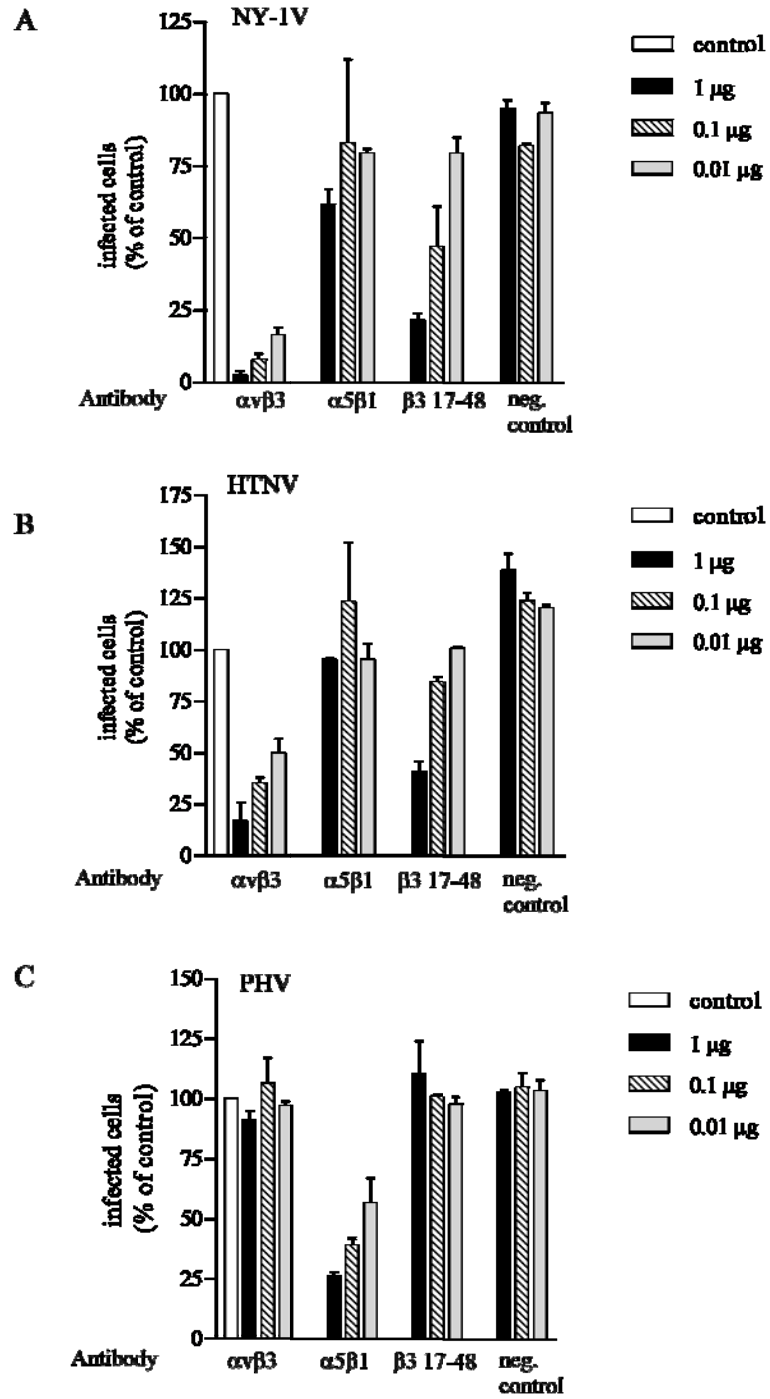 A
NY-1V
125
100
75
50
25
0
infected cells
(% of control)
control
1 µg
0.1 µg
0.01 µg
Antibody αvβ3 α5β1 β3 17-48 neg. control
B
HTNV
175
150
125
100
75
50
25
0
infected cells
(% of control)
control
1 µg
0.1 µg
0.01 µg
Antibody αvβ3 α5β1 β3 17-48 neg. control
C
PHV
150
125
100
75
50
25
0
infected cells
(% of control)
control
1 µg
0.1 µg
0.01 µg
Antibody αvβ3 α5β1 β3 17-48 neg. control